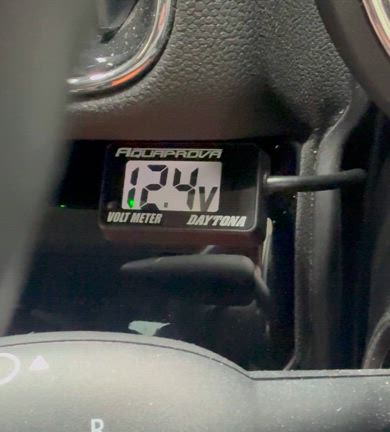 AQUAPROVA
12.4V
VOLT METER DAYTONA
R